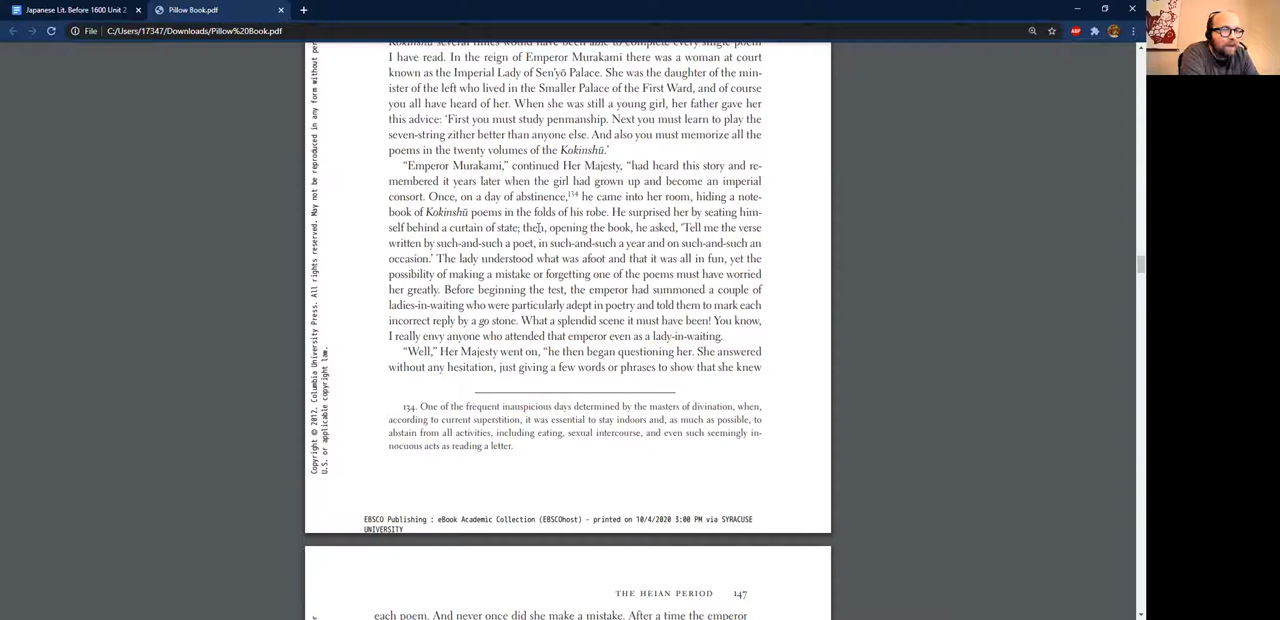 Japanese Lit. Before 1600 Unit 2
Pillow Book.pdf
File
C:/Users/17347/Downloads/Pillow%20Book.pdf
ABP
Kokinshū several times would have been able to complete every single poem
I have read. In the reign of Emperor Murakami there was a woman at court
known as the Imperial Lady of Sen'yō Palace. She was the daughter of the min-
ister of the left who lived in the Smaller Palace of the First Ward, and of course
you all have heard of her. When she was still a young girl, her father gave her
this advice: 'First you must study penmanship. Next you must learn to play the
seven-string zither better than anyone else. And also you must memorize all the
poems in the twenty volumes of the Kokinshū.'
"Emperor Murakami," continued Her Majesty, "had heard this story and re-
membered it years later when the girl had grown up and become an imperial
consort. Once, on a day of abstinence,134 he came into her room, hiding a note-
book of Kokinshū poems in the folds of his robe. He surprised her by seating him-
self behind a curtain of state; then, opening the book, he asked, 'Tell me the verse
written by such-and-such a poet, in such-and-such a year and on such-and-such an
occasion.' The lady understood what was afoot and that it was all in fun, yet the
possibility of making a mistake or forgetting one of the poems must have worried
her greatly. Before beginning the test, the emperor had summoned a couple of
ladies-in-waiting who were particularly adept in poetry and told them to mark each
incorrect reply by a go stone. What a splendid scene it must have been! You know,
I really envy anyone who attended that emperor even as a lady-in-waiting.
"Well," Her Majesty went on, "he then began questioning her. She answered
without any hesitation, just giving a few words or phrases to show that she knew
134. One of the frequent inauspicious days determined by the masters of divination, when,
according to current superstition, it was essential to stay indoors and, as much as possible, to
abstain from all activities, including eating, sexual intercourse, and even such seemingly in-
nocuous acts as reading a letter.
Copyright © 2012. Columbia University Press. All rights reserved. May not be reproduced in any form without per
U.S. or applicable copyright law.
EBSCO Publishing : eBook Academic Collection (EBSCOhost) - printed on 10/4/2020 3:00 PM via SYRACUSE
UNIVERSITY
THE HEIAN PERIOD 147
each poem. And never once did she make a mistake. After a time the emperor